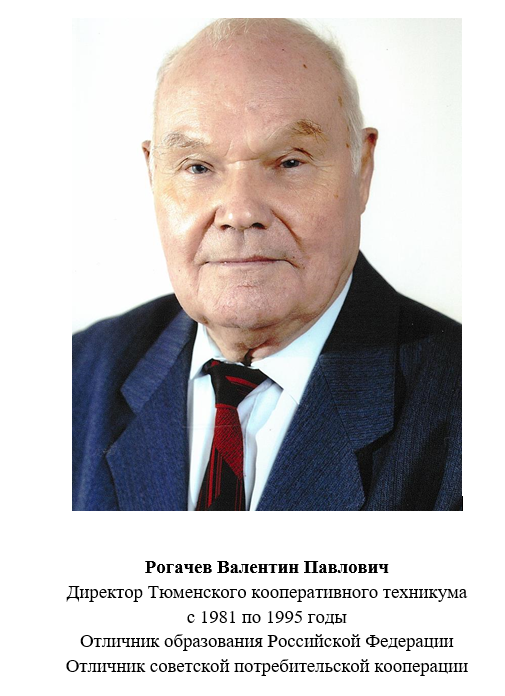 Рогачев Валентин Павлович
Директор Тюменского кооперативного техникума
с 1981 по 1995 годы
Отличник образования Российской Федерации
Отличник советской потребительской кооперации